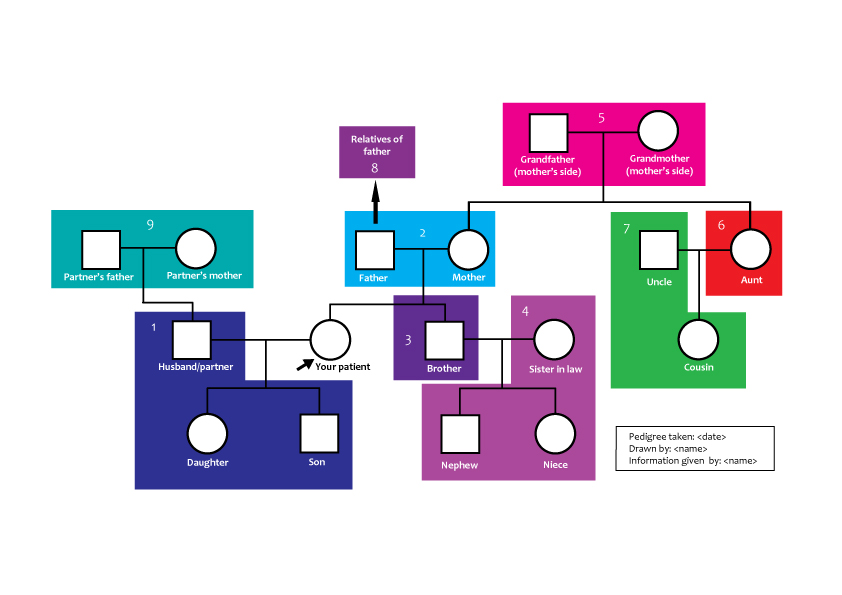 5
Grandfather
(mother's side)
Grandmother
(mother's side)
Relatives of
father
8
9
Partner's father
Partner's mother
2
Father
Mother
7
Uncle
6
Aunt
1
Husband/partner
Your patient
3
Brother
4
Sister in law
Cousin
Daughter
Son
Nephew
Niece
Pedigree taken: <date>
Drawn by: <name>
Information given  by: <name>